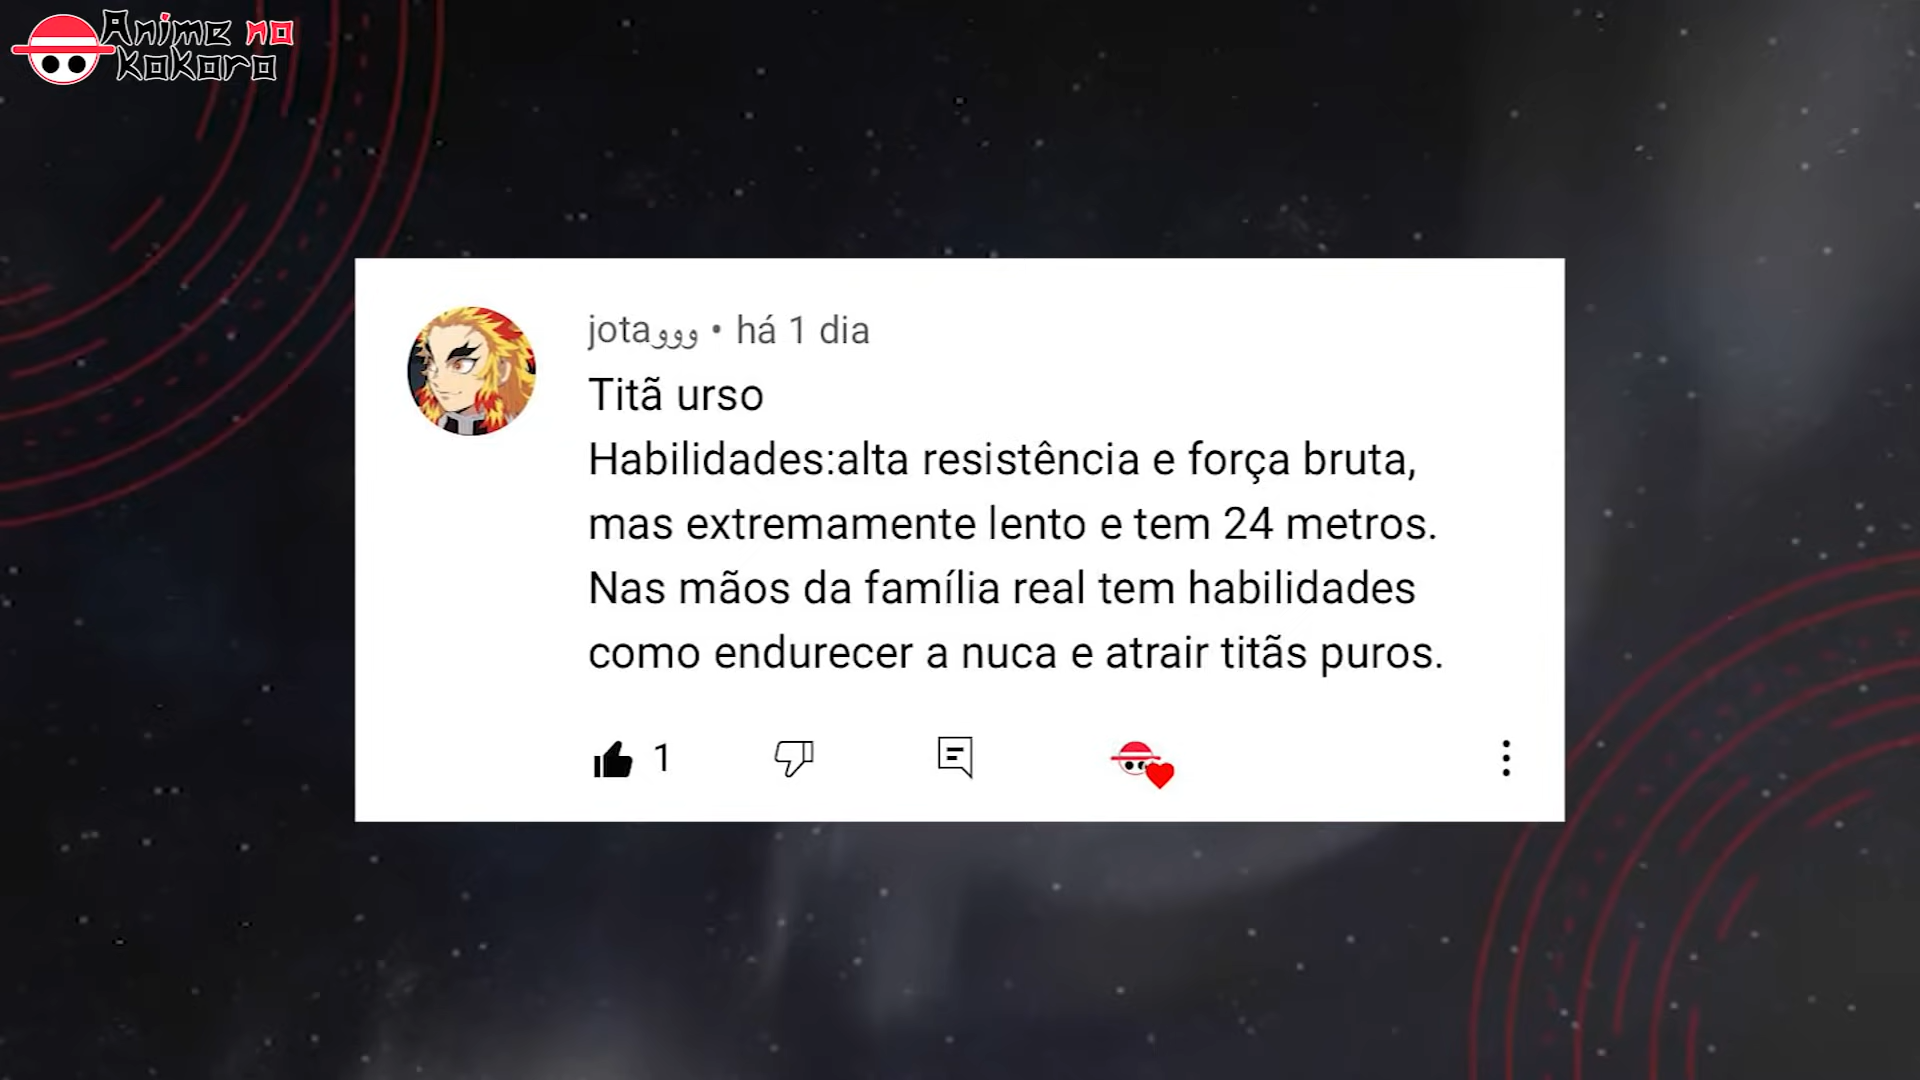 Anime no
kokoro
jotaووو • há 1 dia
Titã urso
Habilidades:alta resistência e força bruta,
mas extremamente lento e tem 24 metros.
Nas mãos da família real tem habilidades
como endurecer a nuca e atrair titãs puros.
1